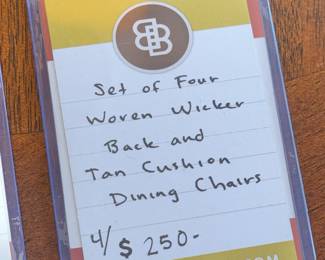 Set of Four
Woven Wicker
Back and
Tan Cushion
Dining Chairs
4/ $250-